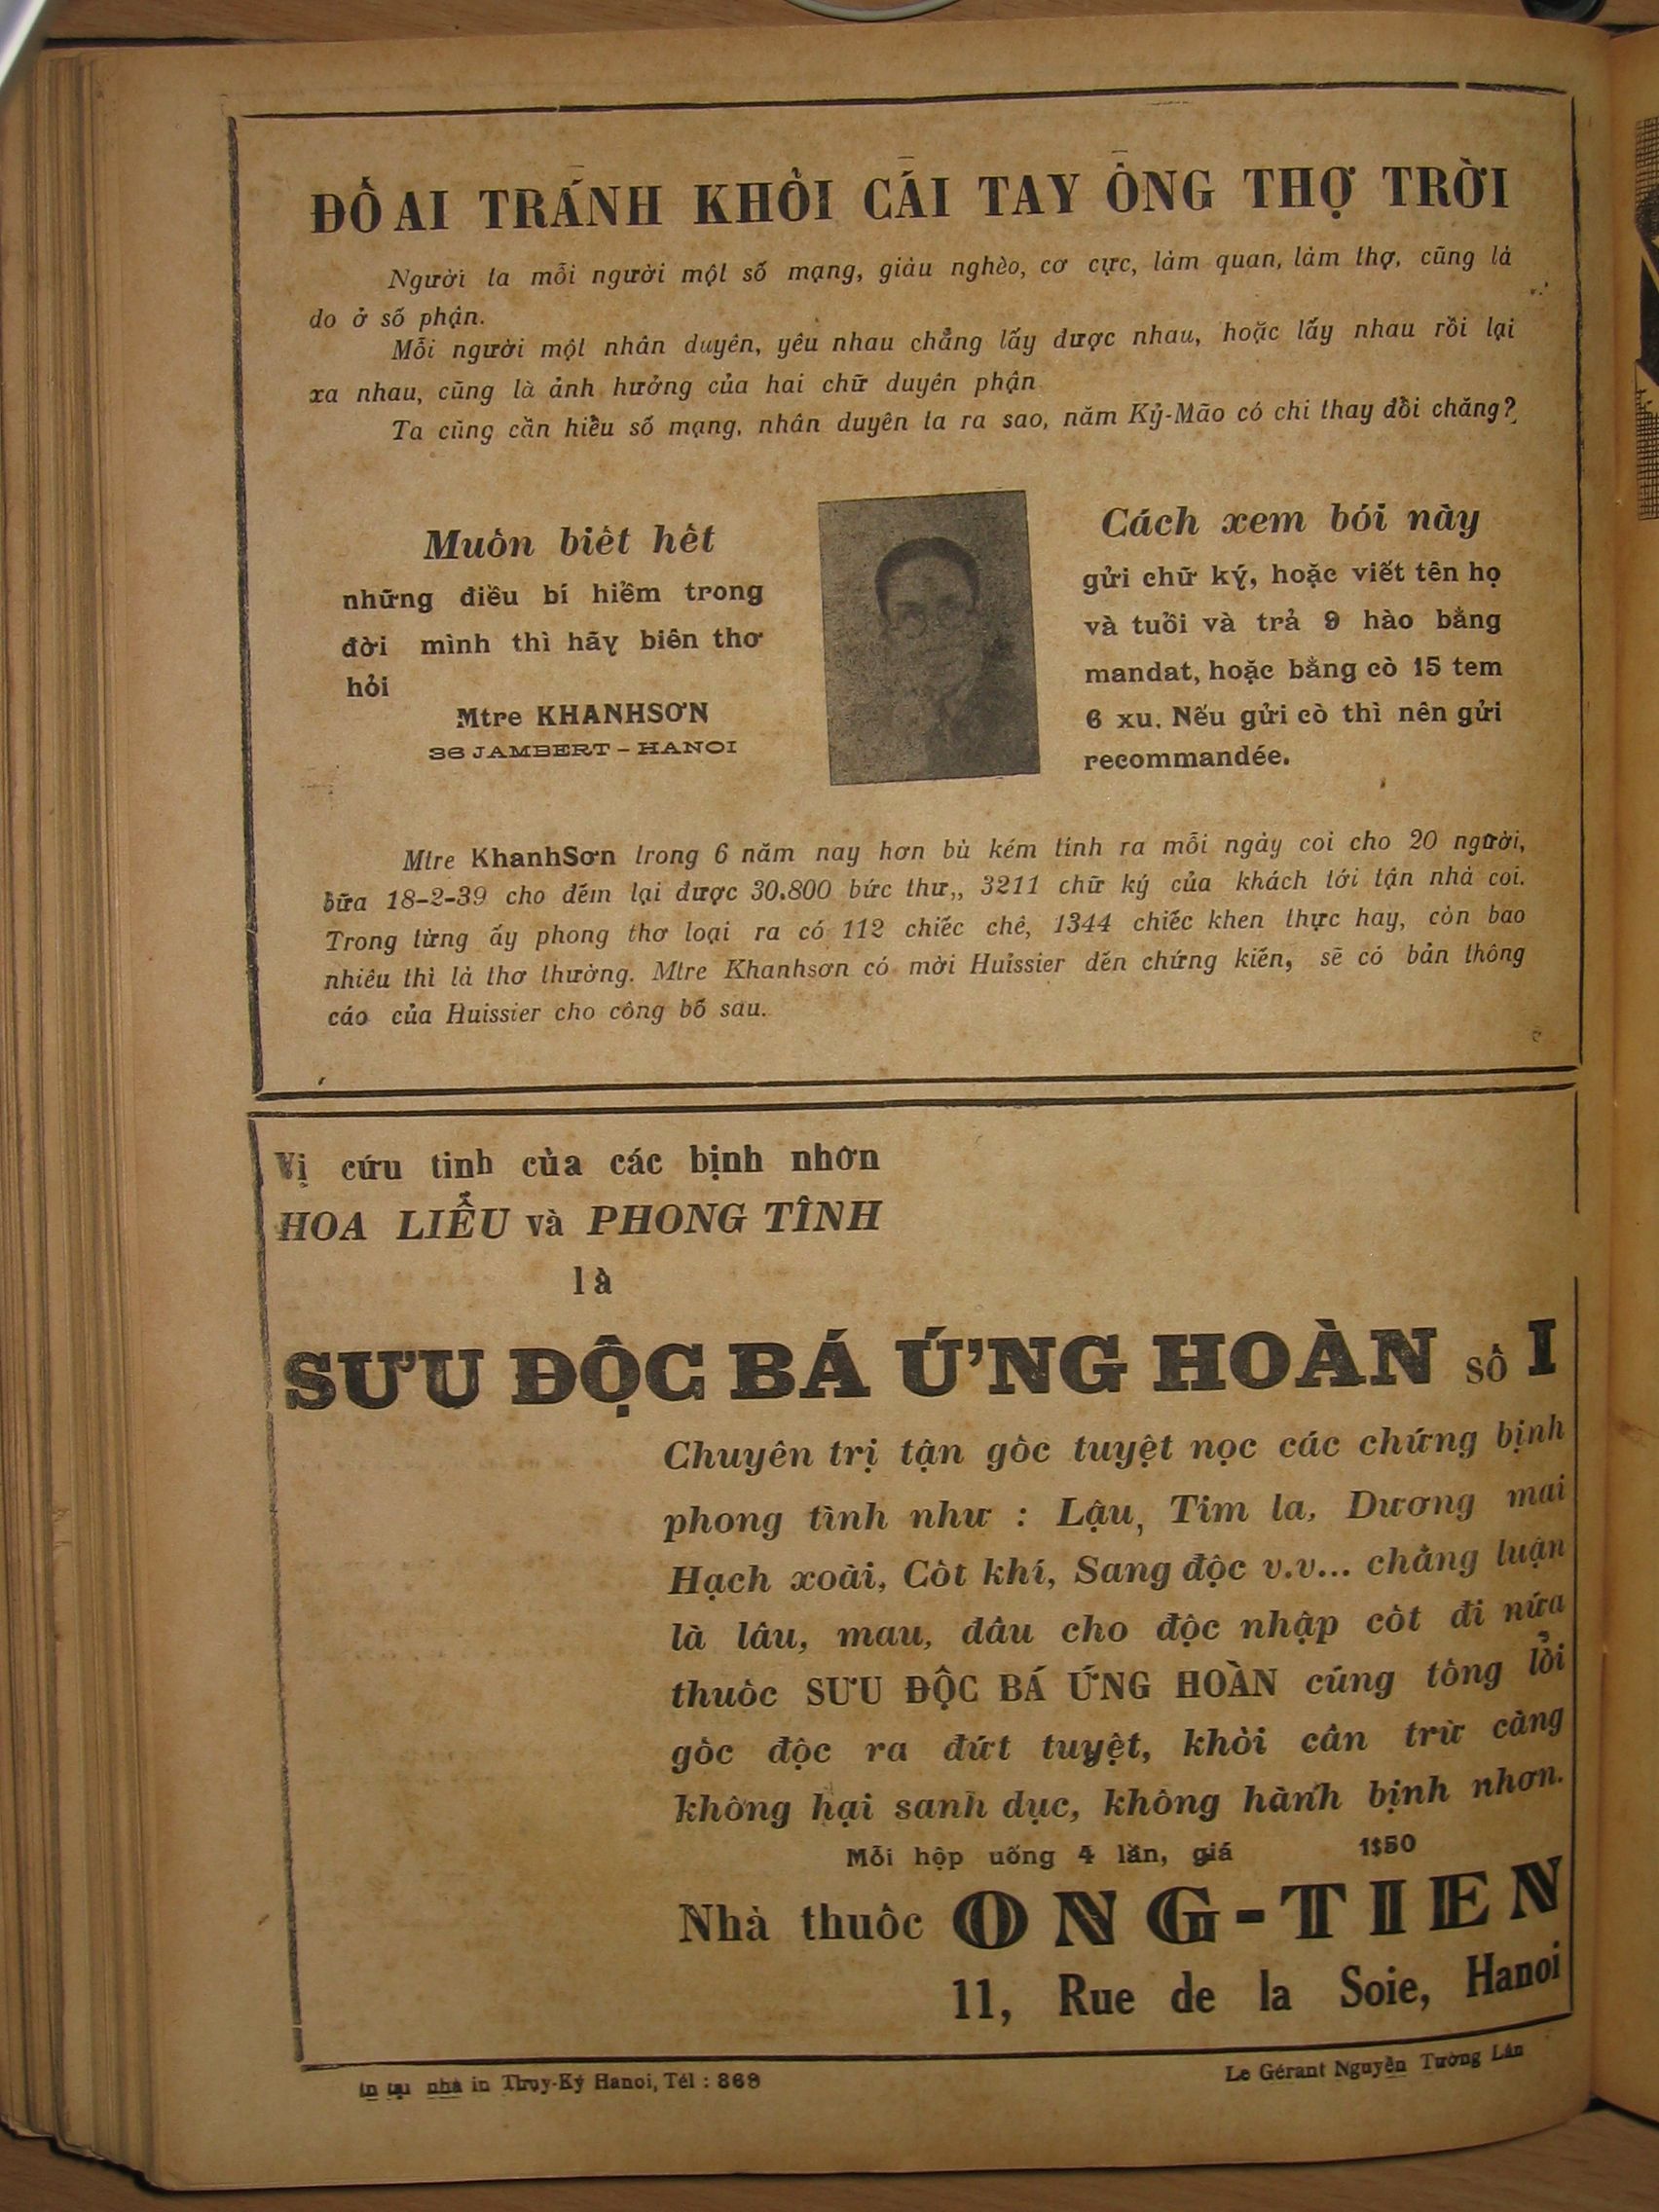 ĐỐ AI TRÁNH KHỎI CÁI TAY ÔNG THỢ TRỜI
Người ta mỗi người một số mạng, giàu nghèo, cơ cực, làm quan, làm thợ, cũng là
do ở số phận.
Mỗi người một nhân duyên, yêu nhau chẳng lấy được nhau, hoặc lấy nhau rồi lại
xa nhau, cũng là ảnh hưởng của hai chữ duyên phận
Ta cũng cần hiểu số mạng, nhân duyên ta ra sao, năm Kỷ-Mão có chi thay đổi chăng?
Muốn biết hết
những điều bí hiểm trong
đời mình thì hãy biên thơ
hỏi
Mtre KHANHSƠN
36 JAMBERT - HANOI
Cách xem bói này
gửi chữ ký, hoặc viết tên họ
và tuổi và trả 9 hào bằng
mandat, hoặc bằng cò 15 tem
6 xu. Nếu gửi cò thì nên gửi
recommandée.
Mtre KhanhSơn trong 6 năm nay hơn bù kém tính ra mỗi ngày coi cho 20 người,
bữa 18-2-39 cho đếm lại được 30.800 bức thư,, 3211 chữ ký của khách tới tận nhà coi.
Trong từng ấy phong thơ loại ra có 112 chiếc chê, 1344 chiếc khen thực hay, còn bao
nhiêu thì là thơ thường. Mtre Khanhsơn có mời Huissier đến chứng kiến, sẽ có bản thông
cáo của Huissier cho công bố sau.
Vị cứu tinh của các bịnh nhơn
HOA LIỄU và PHONG TÌNH
là
SƯU ĐỘC BÁ ỨNG HOÀN số I
Chuyên trị tận gốc tuyệt nọc các chứng bịnh
phong tình như : Lậu, Tim la, Dương mai
Hạch xoài, Cốt khí, Sang độc v.v... chẳng luận
là lâu, mau, dâu cho độc nhập cốt đi nữa
thuốc SƯU ĐỘC BÁ ỨNG HOÀN cũng tống lỏi
gốc độc ra dứt tuyệt, khỏi cần trừ căng
không hại sanh dục, không hành bịnh nhơn.
Mỗi hộp uống 4 lần, giá 1$50
Nhà thuốc ONG-TIEN
11, Rue de la Soie, Hanoi
in tại nhà in Thụy-Ký Hanoi, Tél : 869
Le Gérant Nguyễn Tường Lân